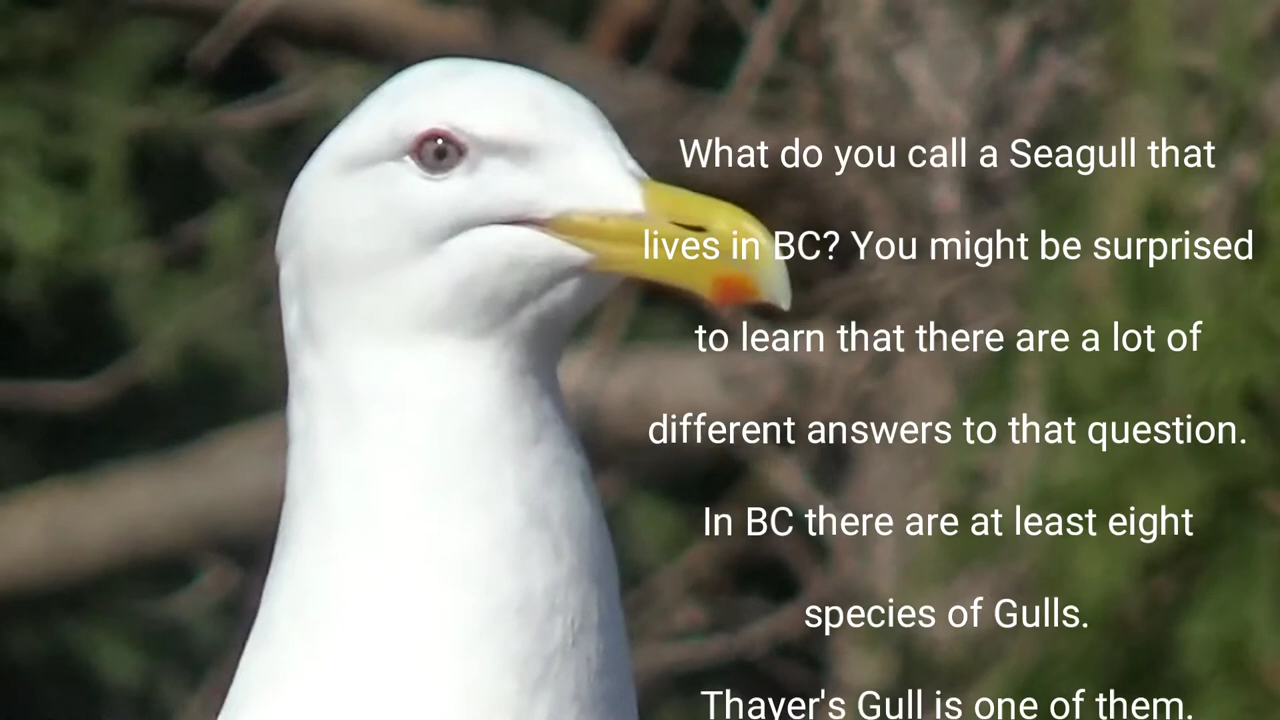 What do you call a Seagull that
lives in BC? You might be surprised
to learn that there are a lot of
different answers to that question.
In BC there are at least eight
species of Gulls.
Thayer's Gull is one of them.